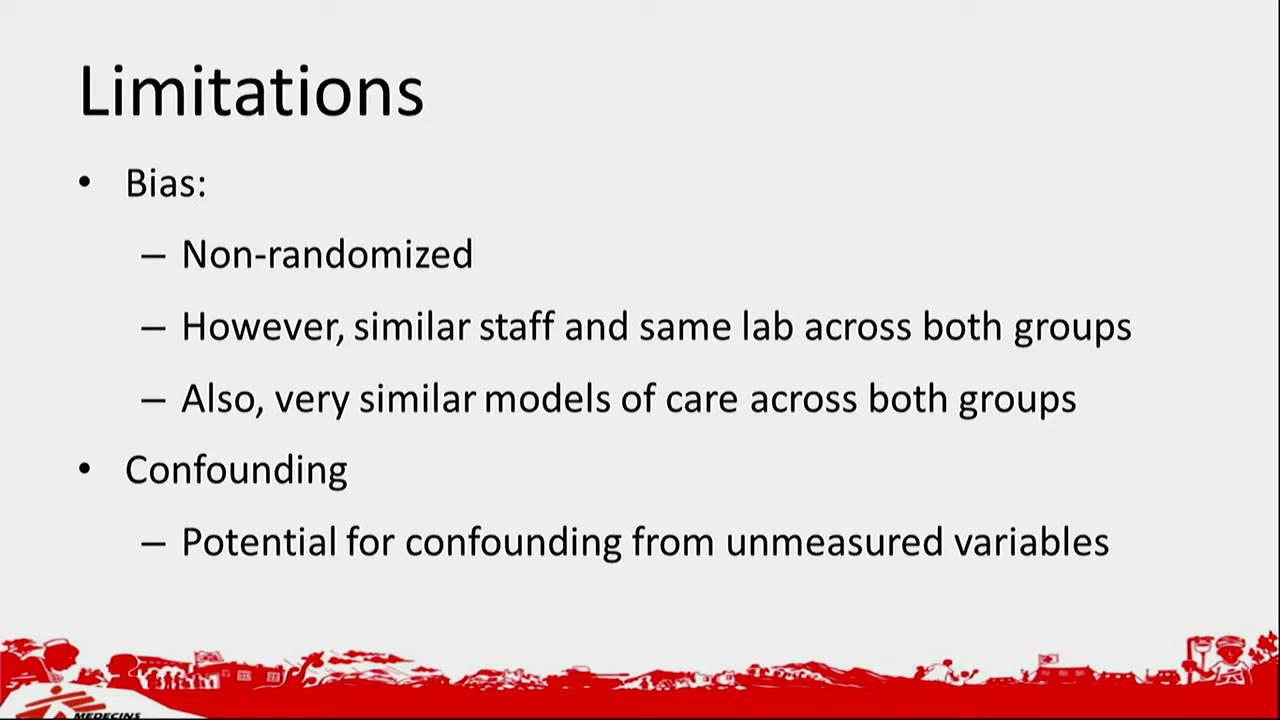 Limitations
• Bias:
– Non-randomized
– However, similar staff and same lab across both groups
– Also, very similar models of care across both groups
• Confounding
– Potential for confounding from unmeasured variables
MEDECINS